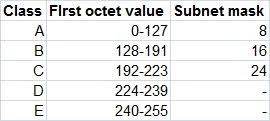 Class First octet value Subnet mask
A 0-127 8
B 128-191 16
C 192-223 24
D 224-239 -
E 240-255 -